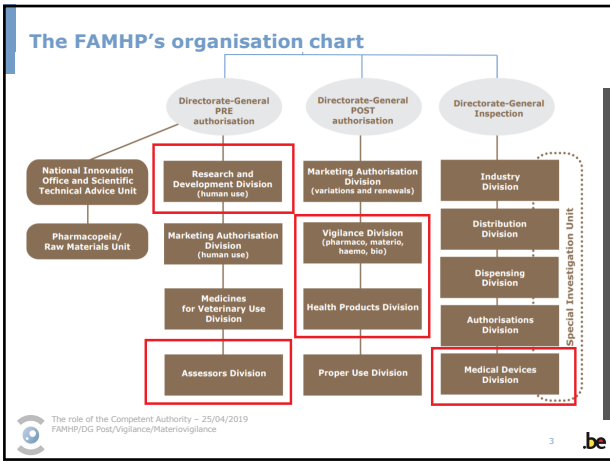 The FAMHP's organisation chart
Directorate-General
PRE
authorisation
Directorate-General
POST
authorisation
Directorate-General
Inspection
National Innovation
Office and Scientific
Technical Advice Unit
Pharmacopeia/
Raw Materials Unit
Research and
Development Division
(human use)
Marketing Authorisation
Division
(human use)
Medicines
for Veterinary Use
Division
Assessors Division
Marketing Authorisation
Division
(variations and renewals)
Vigilance Division
(pharmaco, materio,
haemo, bio)
Health Products Division
Proper Use Division
Industry
Division
Distribution
Division
Dispensing
Division
Authorisations
Division
Medical Devices
Division
Special Investigation Unit
The role of the Competent Authority – 25/04/2019
FAMHP/DG Post/Vigilance/Materiovigilance
3
.be